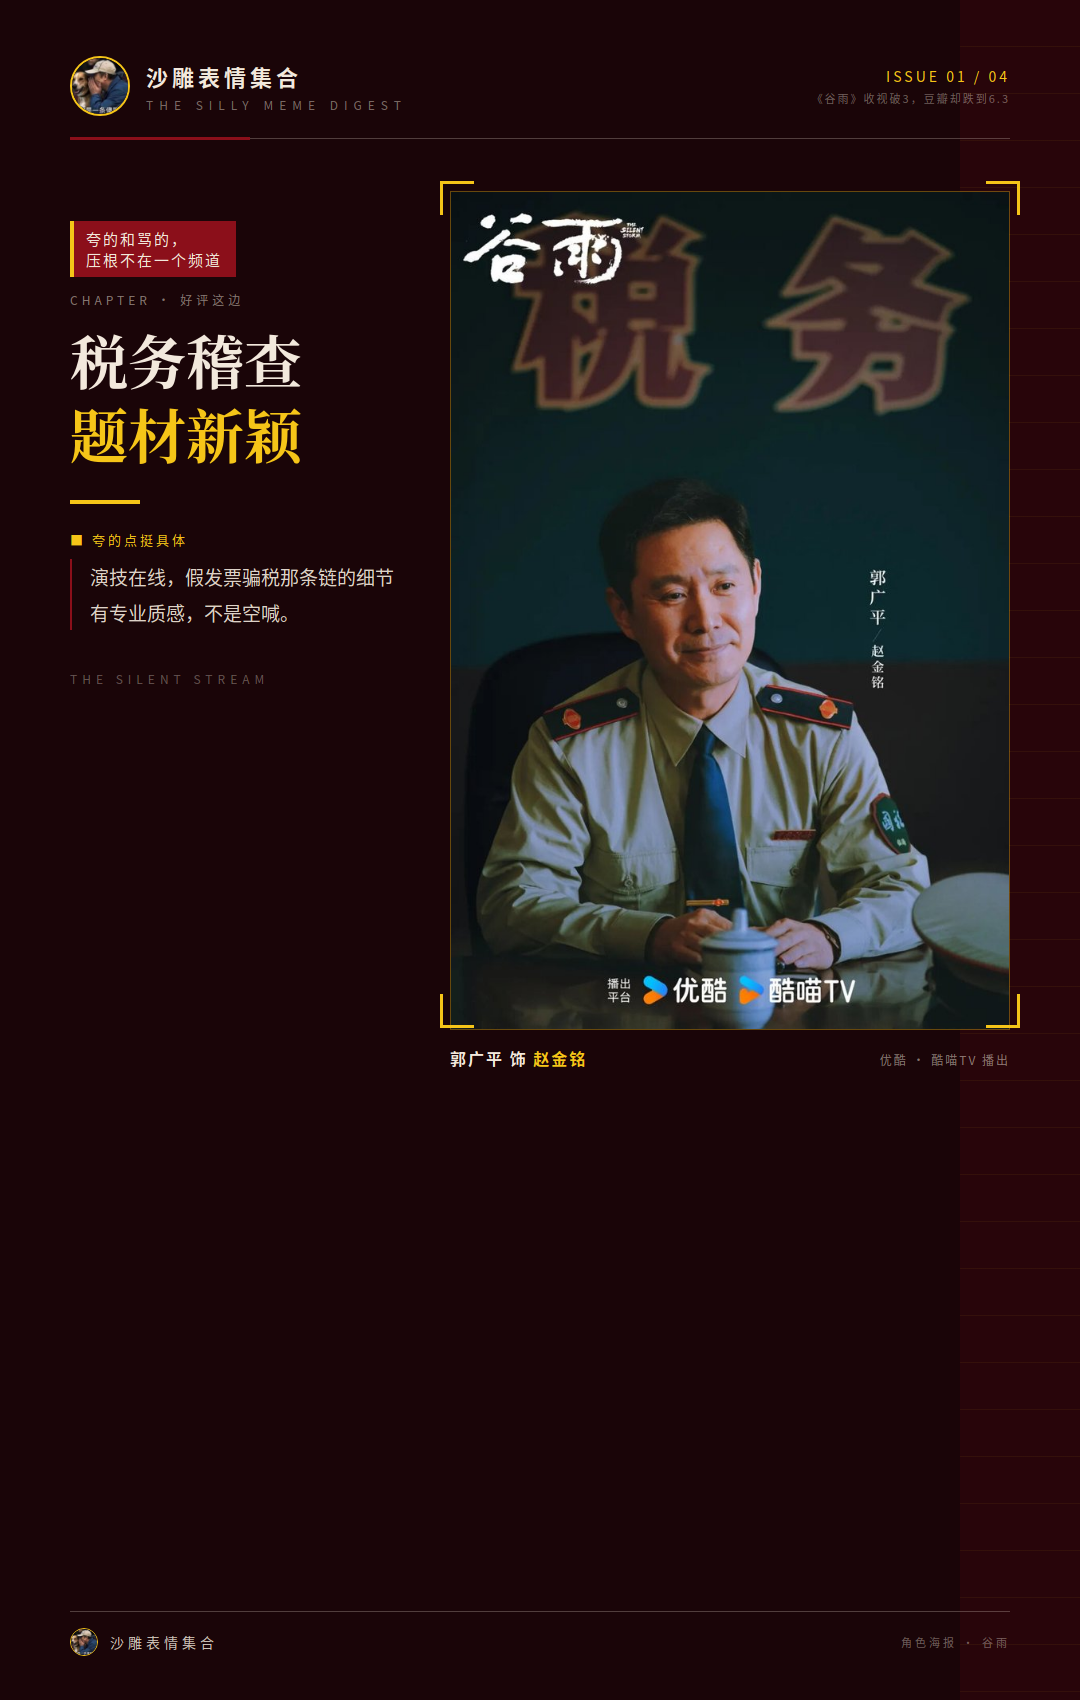 沙雕表情集合
THE SILLY MEME DIGEST
ISSUE 01 / 04
《谷雨》收视破3，豆瓣却跌到6.3
夸的和骂的，
压根不在一个频道
CHAPTER · 好评这边
税务稽查
题材新颖
■ 夸的点挺具体
演技在线，假发票骗税那条链的细节
有专业质感，不是空喊。
THE SILENT STREAM
谷雨
THE
SILENT
STORM
税务
郭广平/赵金铭
国税
播出
平台
优酷 酷喵TV
郭广平 饰 赵金铭
优酷 · 酷喵TV 播出
沙雕表情集合
角色海报 · 谷雨